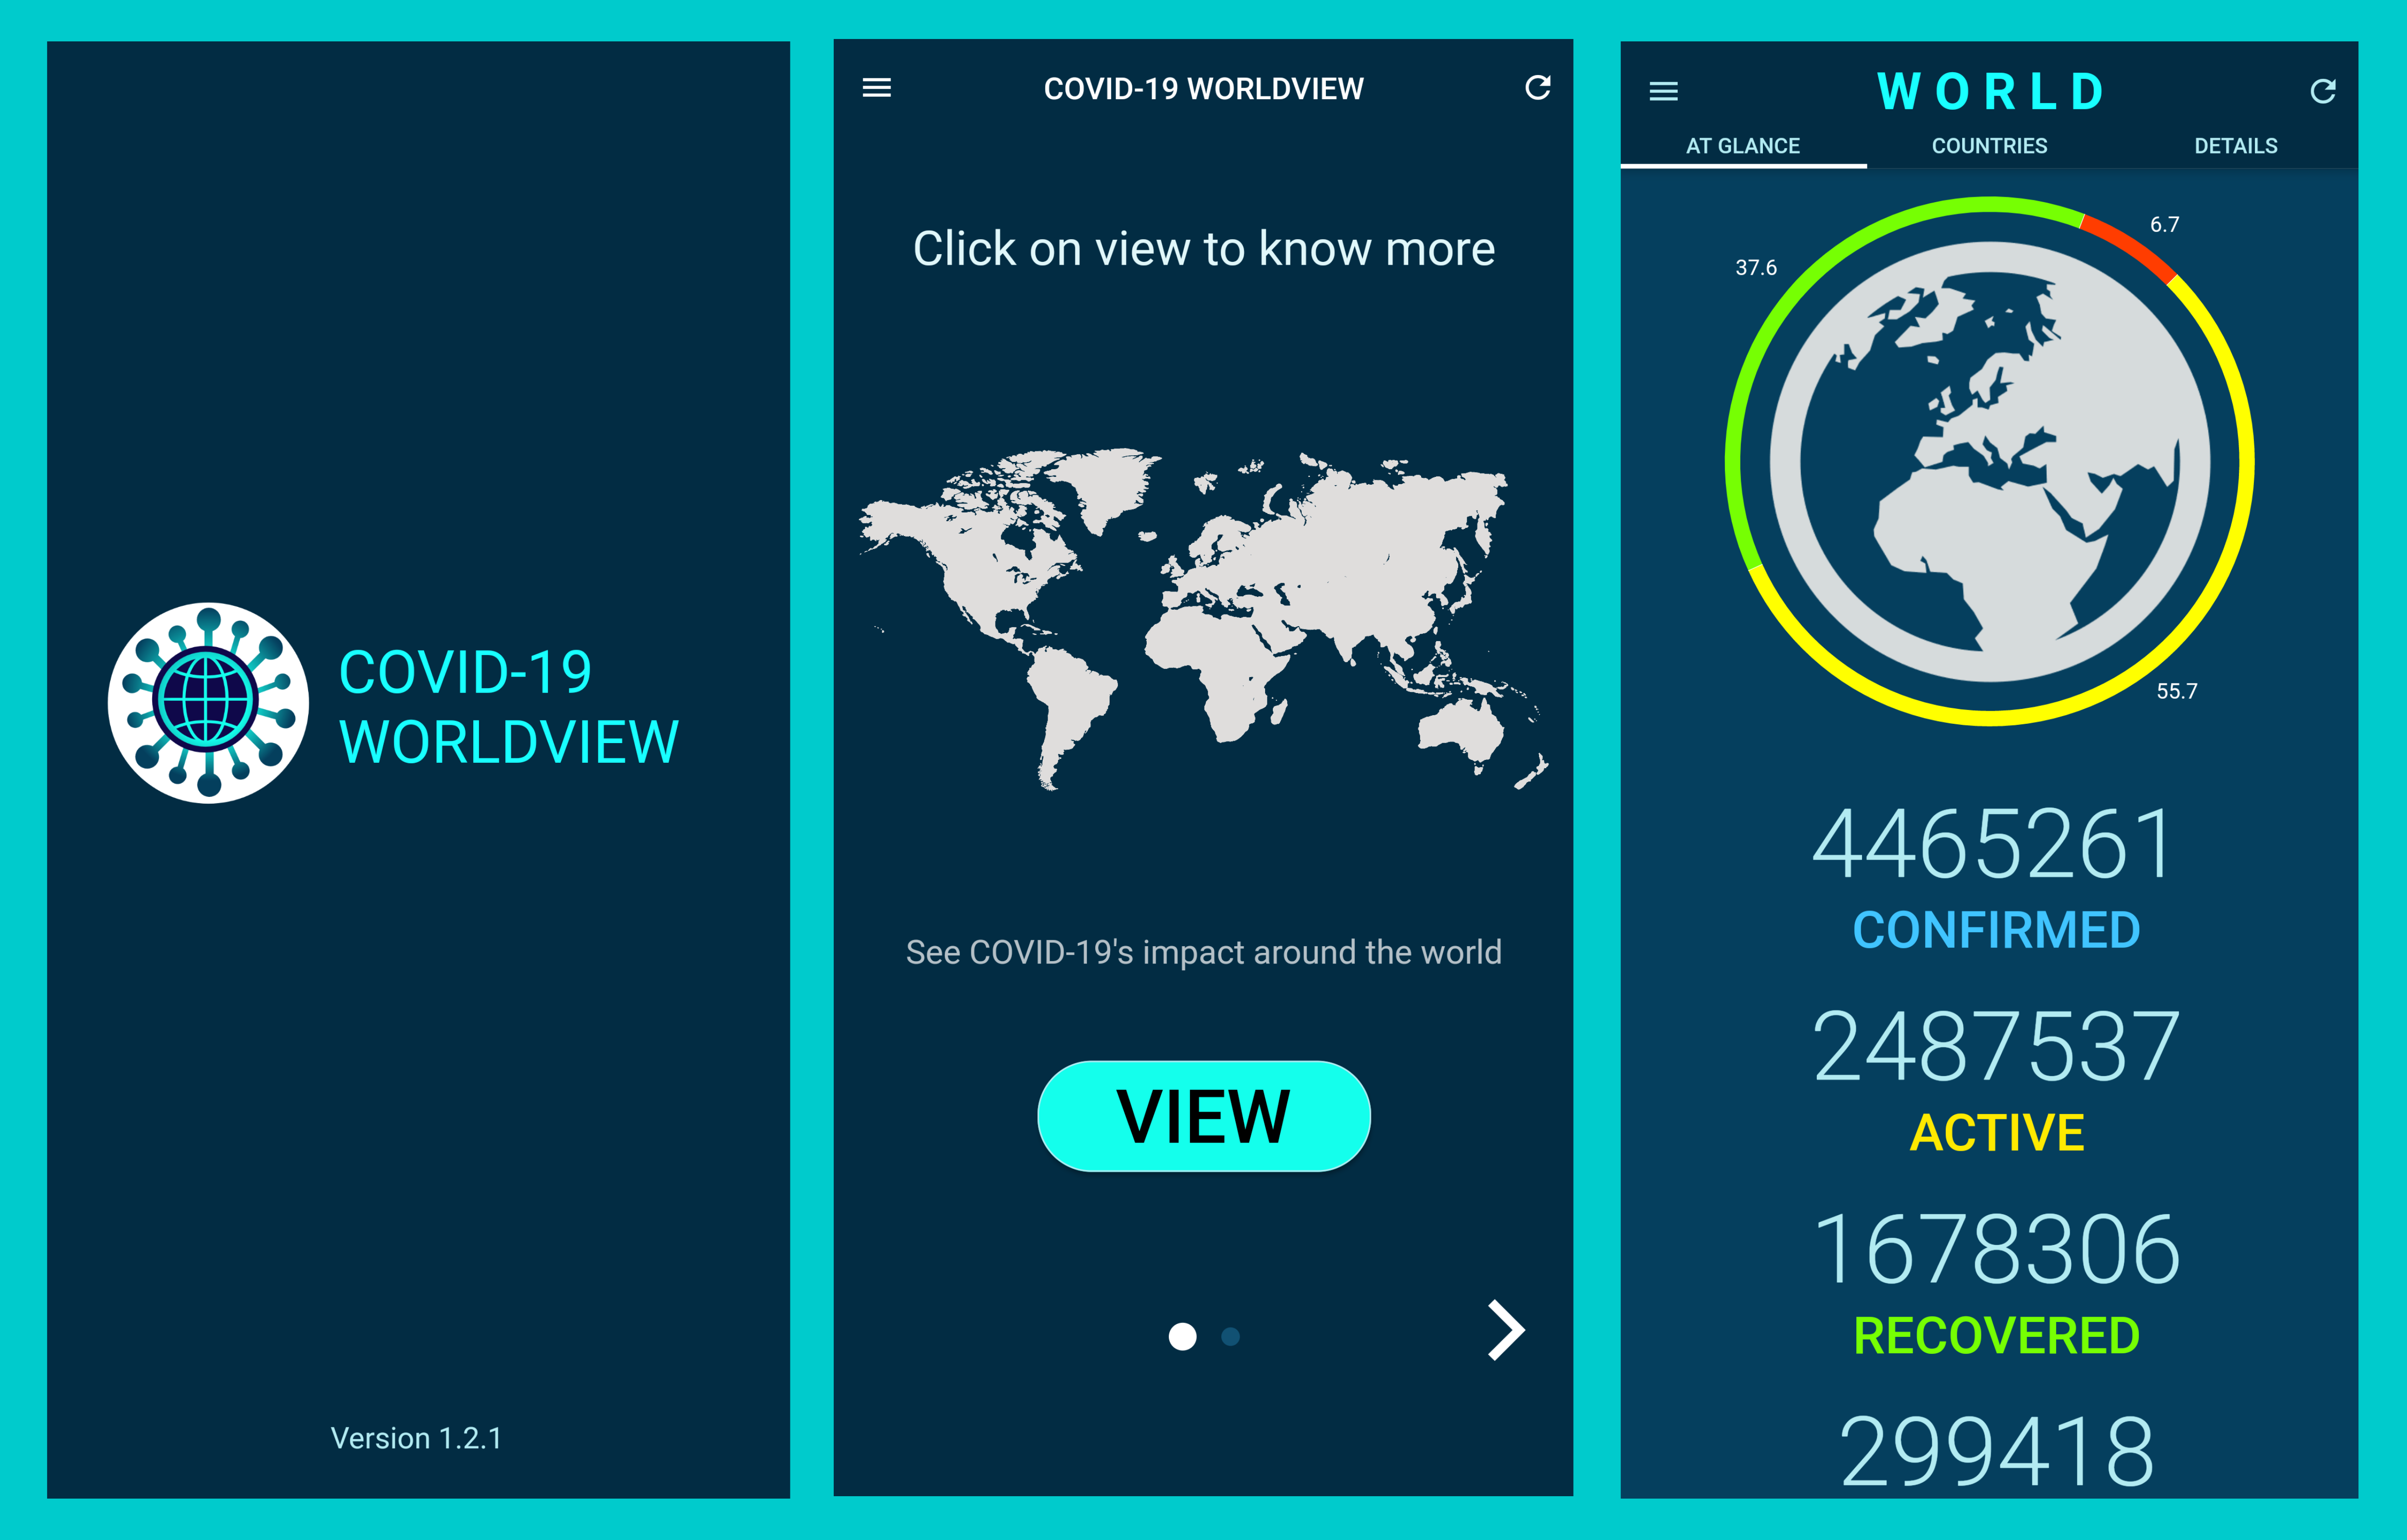 COVID-19
WORLDVIEW
Version 1.2.1
COVID-19 WORLDVIEW
Click on view to know more
See COVID-19's impact around the world
VIEW
WORLD
AT GLANCE COUNTRIES DETAILS
6.7
37.6
55.7
4465261
CONFIRMED
2487537
ACTIVE
1678306
RECOVERED
299418